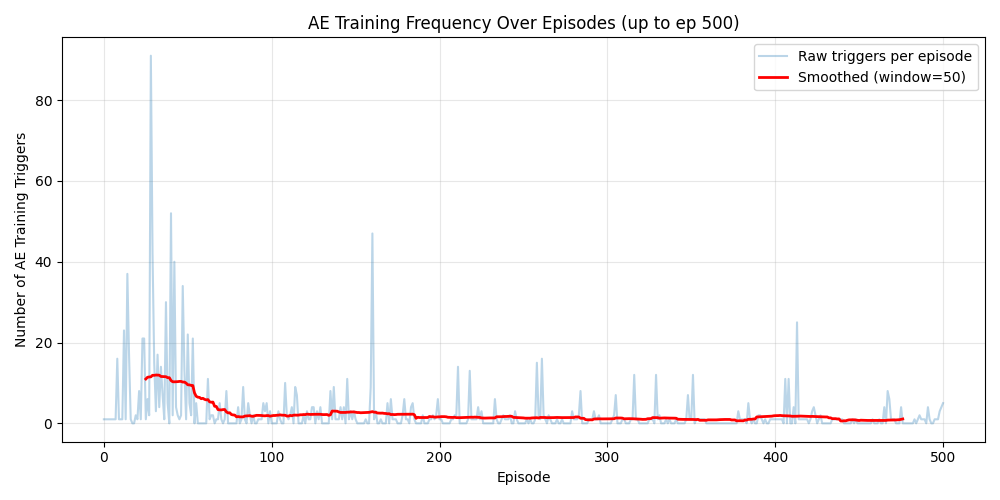 AE Training Frequency Over Episodes (up to ep 500)
Raw triggers per episode
Smoothed (window=50)
Number of AE Training Triggers
80
60
40
20
0
0 100 200 300 400 500
Episode